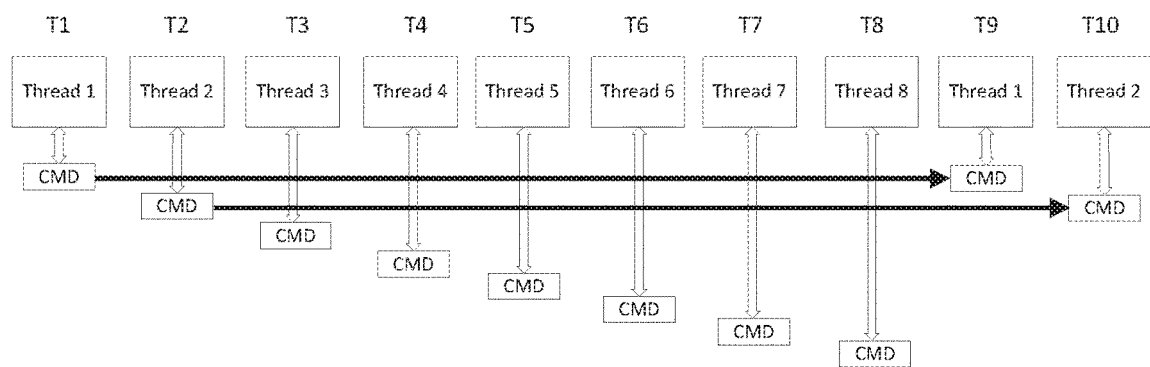 T1 T2 T3 T4 T5 T6 T7 T8 T9 T10
Thread 1 Thread 2 Thread 3 Thread 4 Thread 5 Thread 6 Thread 7 Thread 8 Thread 1 Thread 2
CMD CMD
CMD CMD
CMD
CMD
CMD
CMD
CMD
CMD